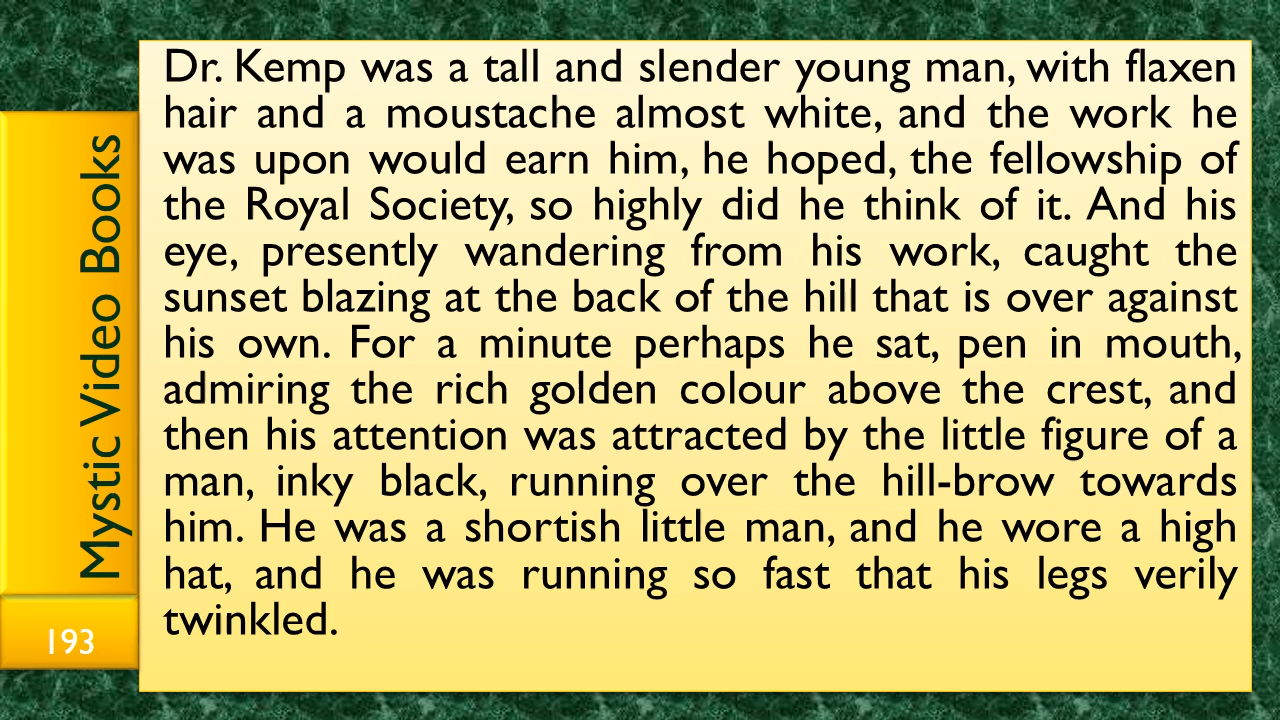 Dr. Kemp was a tall and slender young man, with flaxen
hair and a moustache almost white, and the work he
was upon would earn him, he hoped, the fellowship of
the Royal Society, so highly did he think of it. And his
eye, presently wandering from his work, caught the
sunset blazing at the back of the hill that is over against
his own. For a minute perhaps he sat, pen in mouth,
admiring the rich golden colour above the crest, and
then his attention was attracted by the little figure of a
man, inky black, running over the hill-brow towards
him. He was a shortish little man, and he wore a high
hat, and he was running so fast that his legs verily
twinkled.
Mystic Video Books
193